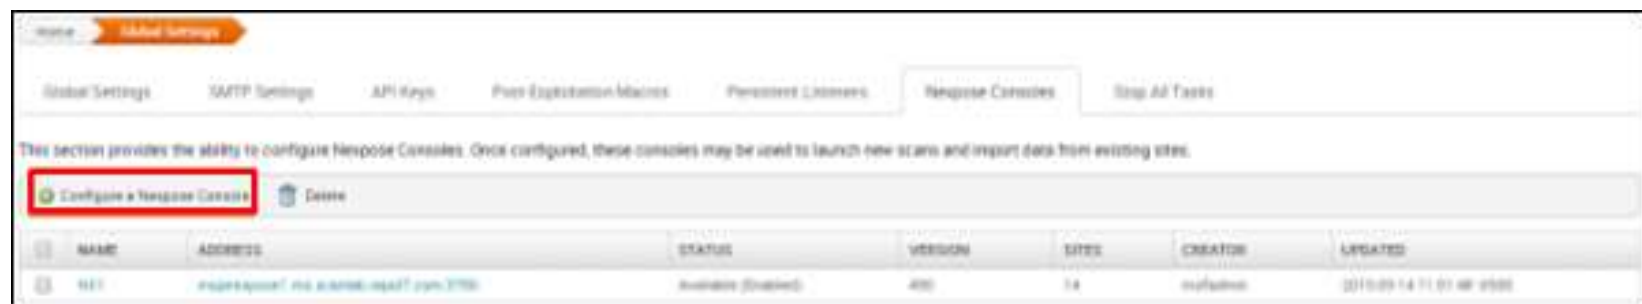 Home Global Settings
Global Settings SMTP Settings API Keys Post-Exploitation Macros Persistent Listeners Nexpose Consoles Stop All Tasks
This section provides the ability to configure Nexpose Consoles. Once configured, these consoles may be used to launch new scans and import data from existing sites.
Configure a Nexpose Console Delete
NAME ADDRESS STATUS VERSION SITES CREATOR UPDATED
Available (Enabled) 14